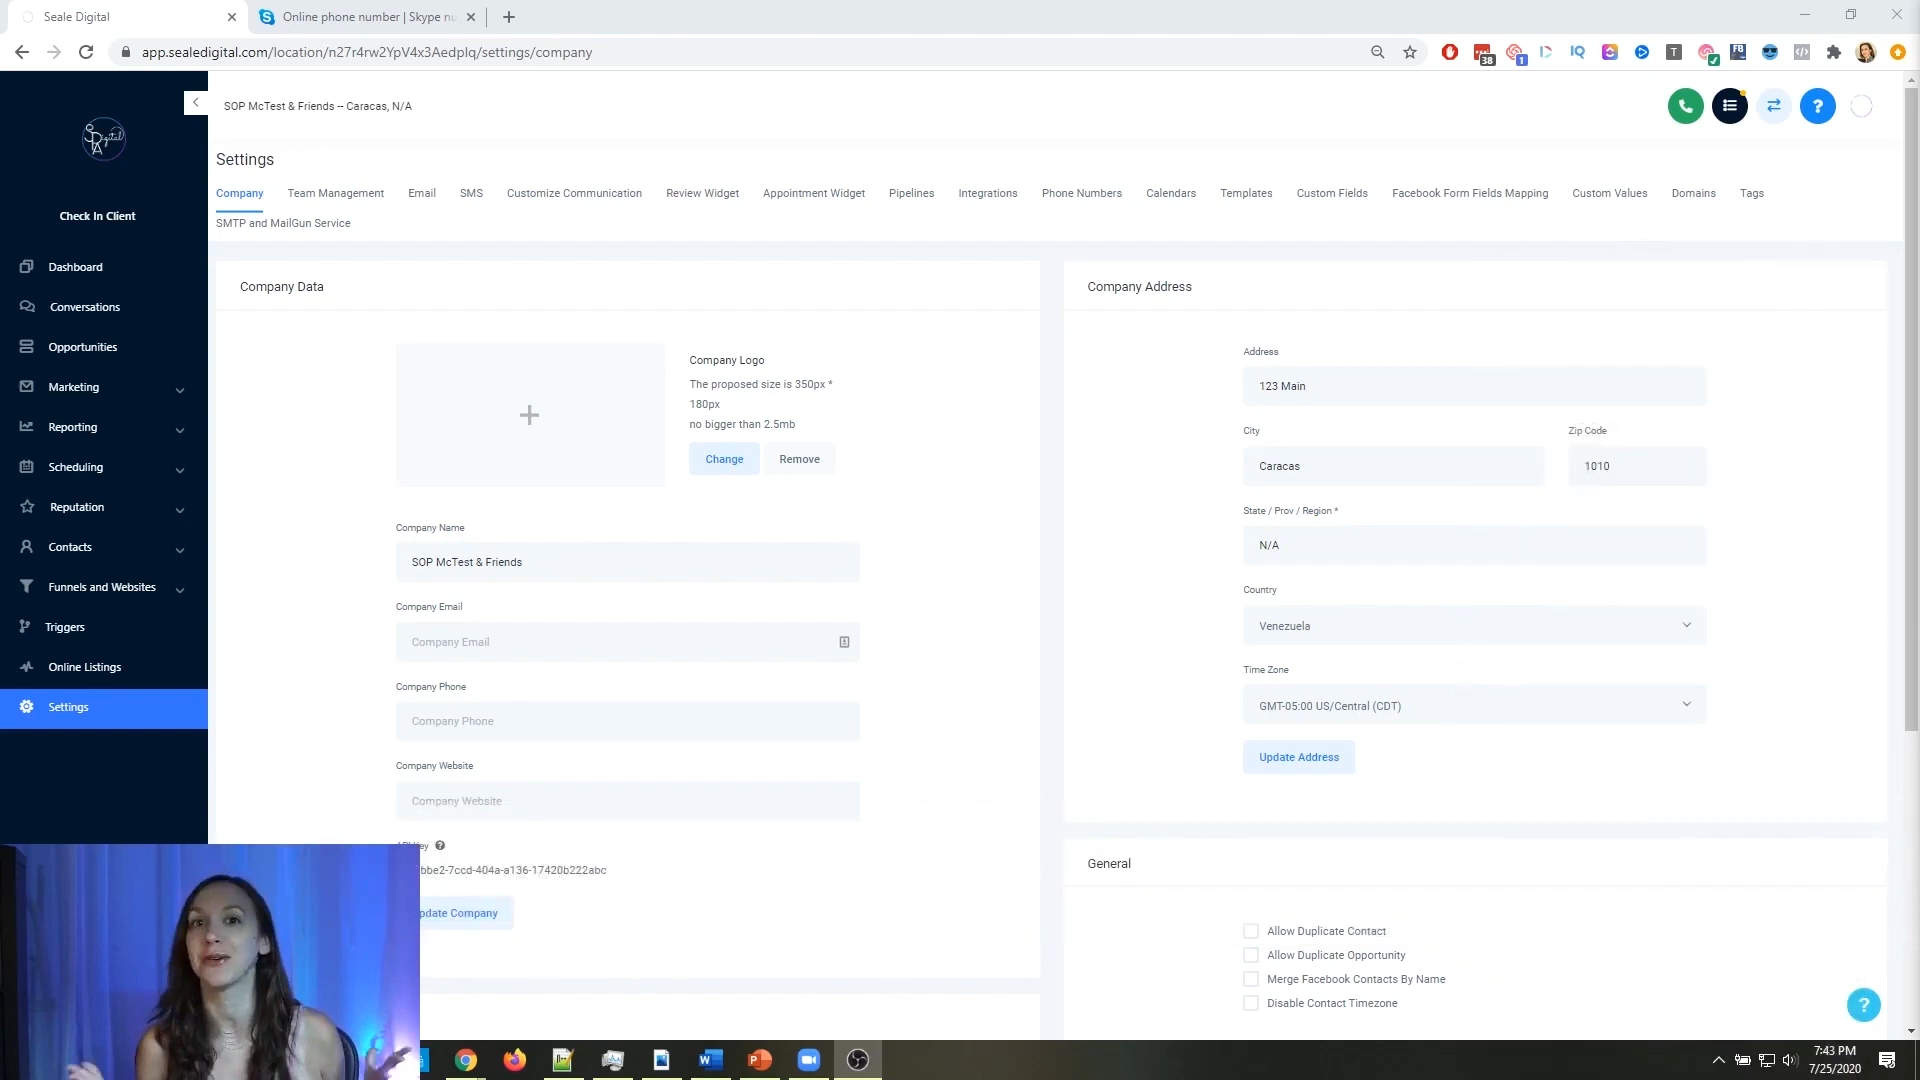 Seale Digital
Online phone number | Skype nu
app.sealedigital.com/location/n27r4rw2YpV4x3Aedplq/settings/company
38
1
IQ
T
FB
Digital
Check In Client
Dashboard
Conversations
Opportunities
Marketing
Reporting
Scheduling
Reputation
Contacts
Funnels and Websites
Triggers
Online Listings
Settings
SOP McTest & Friends -- Caracas, N/A
?
Settings
Company Team Management Email SMS Customize Communication Review Widget Appointment Widget Pipelines Integrations Phone Numbers Calendars Templates Custom Fields Facebook Form Fields Mapping Custom Values Domains Tags
SMTP and MailGun Service
Company Data
Company Logo
The proposed size is 350px *
180px
no bigger than 2.5mb
Change Remove
Company Name
SOP McTest & Friends
Company Email
Company Email
Company Phone
Company Phone
Company Website
Company Website
bbe2-7ccd-404a-a136-17420b222abc
pdate Company
Company Address
Address
123 Main
City Zip Code
Caracas 1010
State / Prov / Region *
N/A
Country
Venezuela
Time Zone
GMT-05:00 US/Central (CDT)
Update Address
General
Allow Duplicate Contact
Allow Duplicate Opportunity
Merge Facebook Contacts By Name
Disable Contact Timezone
?
7:43 PM
7/25/2020